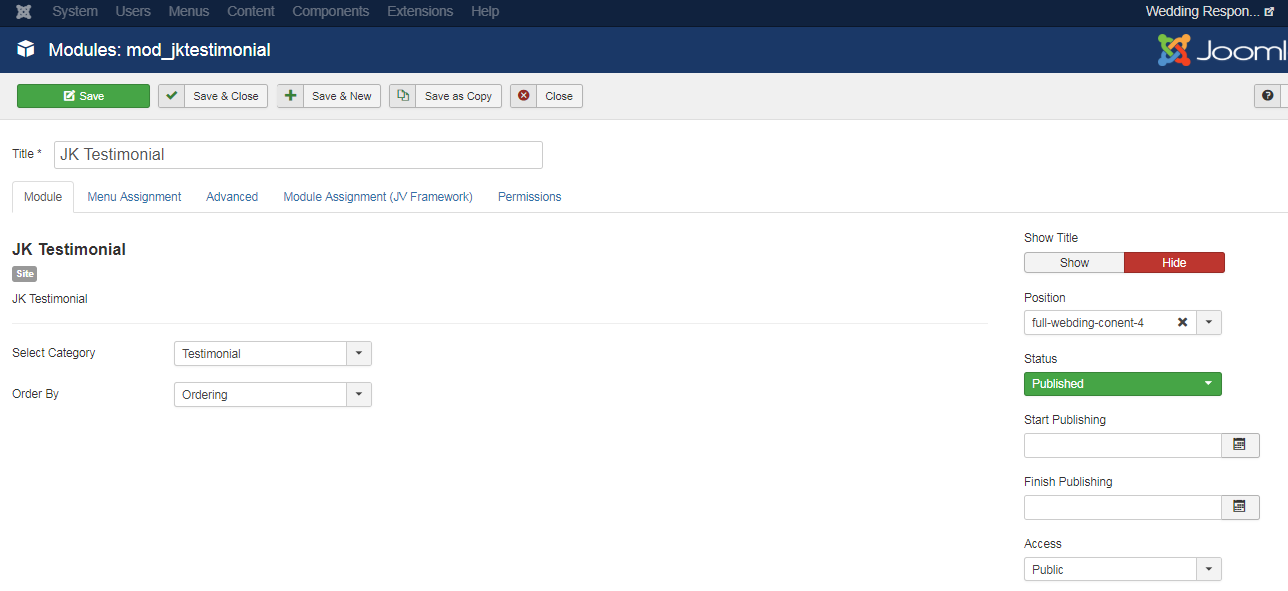 System Users Menus Content Components Extensions Help Wedding Respon...
Modules: mod_jktestimonial
Jooml
Save Save & Close Save & New Save as Copy Close
Title * JK Testimonial
Module Menu Assignment Advanced Module Assignment (JV Framework) Permissions
JK Testimonial
Site
JK Testimonial
Select Category Testimonial
Order By Ordering
Show Title
Show Hide
Position
full-webding-conent-4
Status
Published
Start Publishing
Finish Publishing
Access
Public